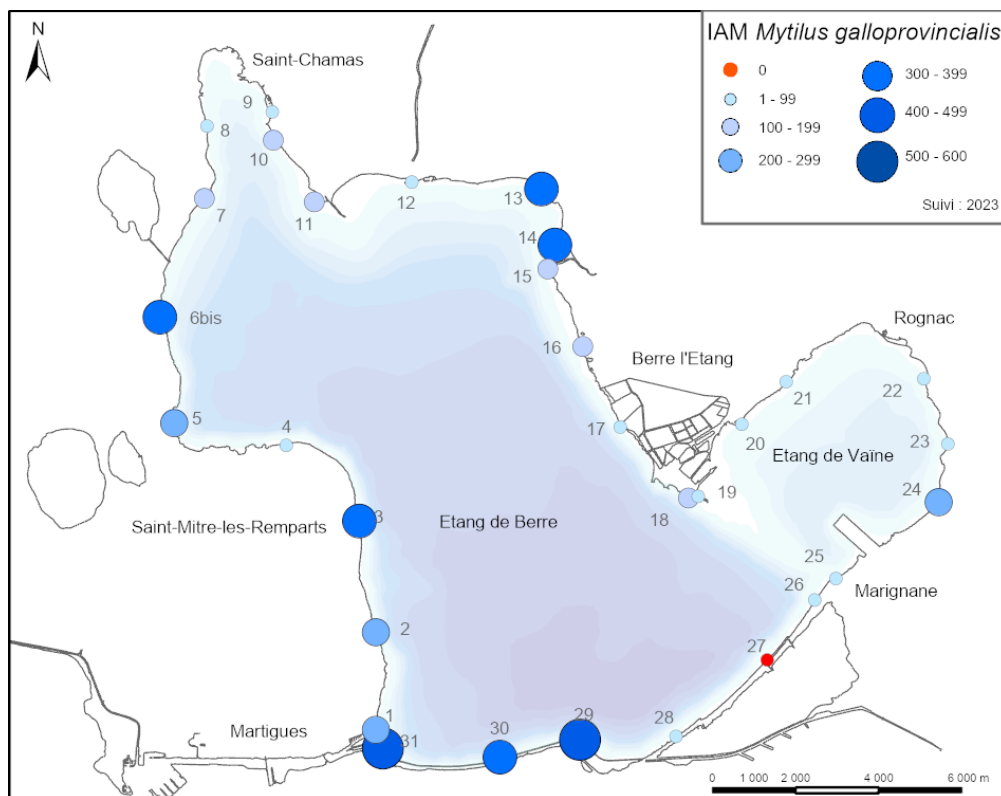 N
IAM Mytilus galloprovincialis
0
1 - 99
100 - 199
200 - 299
300 - 399
400 - 499
500 - 600
Suivi : 2023
Saint-Chamas
9
8
10
7
11
12
13
14
15
6bis
16
Rognac
Berre l'Etang
21
22
5
4
17
20
23
Etang de Vaïne
24
19
18
Saint-Mitre-les-Remparts
3
Etang de Berre
25
26
Marignane
2
27
Martigues
1
31
30
29
28
0 1 000 2 000 4 000 6 000 m